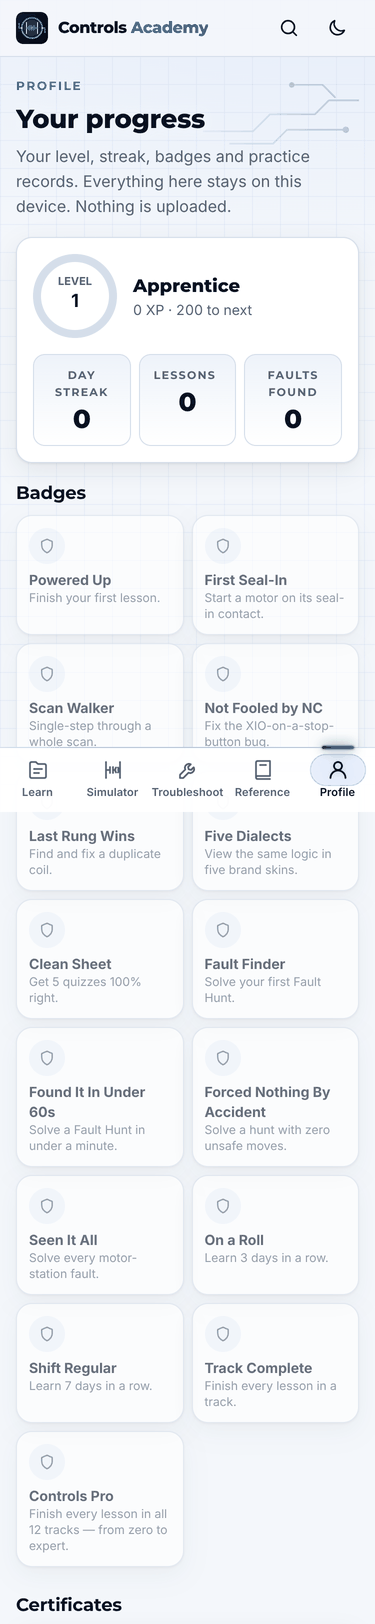 Controls Academy
PROFILE
Your progress
Your level, streak, badges and practice
records. Everything here stays on this
device. Nothing is uploaded.
LEVEL
1
Apprentice
0 XP · 200 to next
DAY
STREAK
0
LESSONS
0
FAULTS
FOUND
0
Badges
Powered Up
Finish your first lesson.
First Seal-In
Start a motor on its seal-
in contact.
Scan Walker
Single-step through a
whole scan.
Not Fooled by NC
Fix the XIO-on-a-stop-
button bug.
Learn
Simulator
Troubleshoot
Reference
Profile
Last Rung Wins
Find and fix a duplicate
coil.
Five Dialects
View the same logic in
five brand skins.
Clean Sheet
Get 5 quizzes 100%
right.
Fault Finder
Solve your first Fault
Hunt.
Found It In Under
60s
Solve a Fault Hunt in
under a minute.
Forced Nothing By
Accident
Solve a hunt with zero
unsafe moves.
Seen It All
Solve every motor-
station fault.
On a Roll
Learn 3 days in a row.
Shift Regular
Learn 7 days in a row.
Track Complete
Finish every lesson in a
track.
Controls Pro
Finish every lesson in all
12 tracks — from zero to
expert.
Certificates